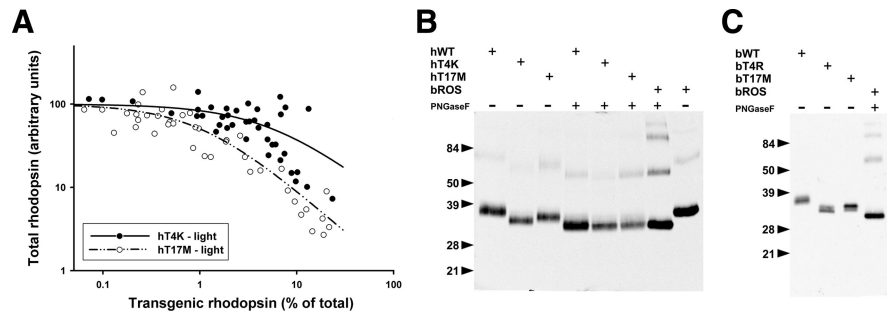 A
Total rhodopsin (arbitrary units)
100
10
1
0.1
1
10
100
Transgenic rhodopsin (% of total)
hT4K - light
hT17M - light
B
hWT + +
hT4K + +
hT17M + +
bROS + +
PNGaseF - - - + + + + -
84
50
39
28
21
C
bWT +
bT4R +
bT17M +
bROS +
PNGaseF - - - +
84
50
39
28
21